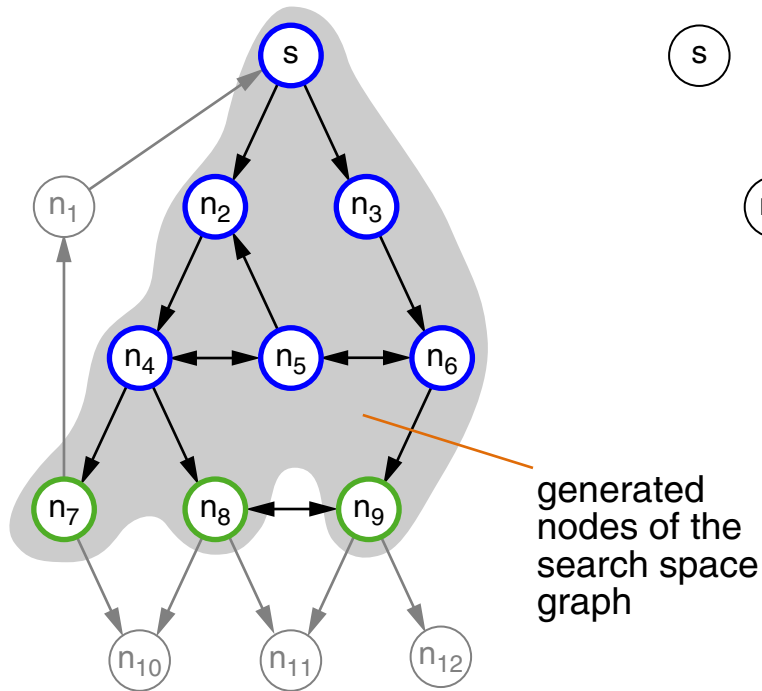 s
s
n1
n2
n3
n4
n5
n6
n7
n8
n9
generated
nodes of the
search space
graph
n10
n11
n12